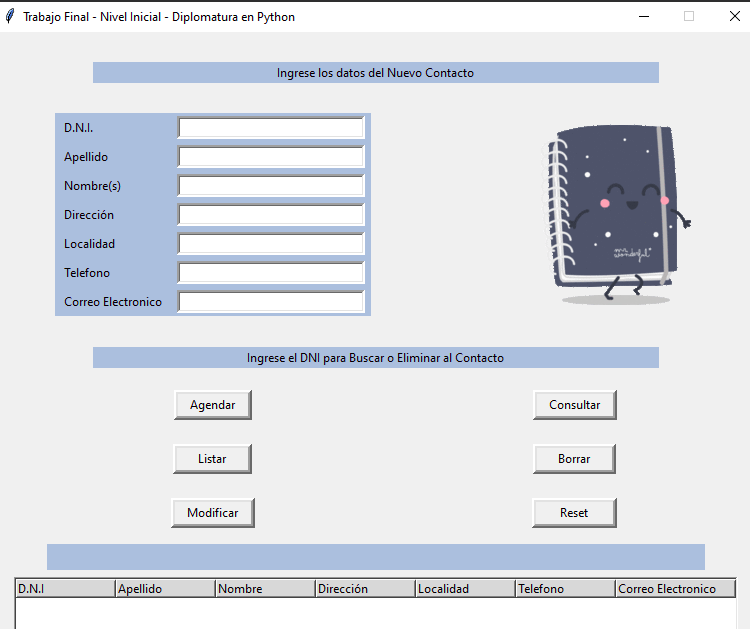 Trabajo Final - Nivel Inicial - Diplomatura en Python
Ingrese los datos del Nuevo Contacto
D.N.I.
Apellido
Nombre(s)
Dirección
Localidad
Telefono
Correo Electronico
mr.
wonderful*
Ingrese el DNI para Buscar o Eliminar al Contacto
Agendar Consultar
Listar Borrar
Modificar Reset
D.N.I Apellido Nombre Dirección Localidad Telefono Correo Electronico